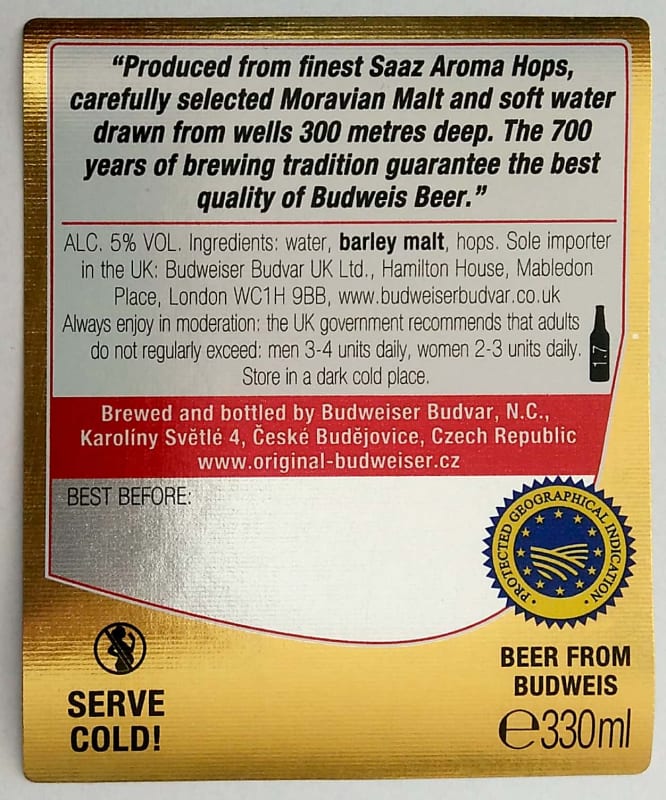 “Produced from finest Saaz Aroma Hops,
carefully selected Moravian Malt and soft water
drawn from wells 300 metres deep. The 700
years of brewing tradition guarantee the best
quality of Budweis Beer.”
ALC. 5% VOL. Ingredients: water, barley malt, hops. Sole importer
in the UK: Budweiser Budvar UK Ltd., Hamilton House, Mabledon
Place, London WC1H 9BB, www.budweiserbudvar.co.uk
Always enjoy in moderation: the UK government recommends that adults
do not regularly exceed: men 3-4 units daily, women 2-3 units daily.
1.7
Store in a dark cold place.
Brewed and bottled by Budweiser Budvar, N.C.,
Karolíny Světlé 4, České Budějovice, Czech Republic
www.original-budweiser.cz
BEST BEFORE:
PROTECTED GEOGRAPHICAL INDICATION
BEER FROM
BUDWEIS
℮330ml
SERVE
COLD!